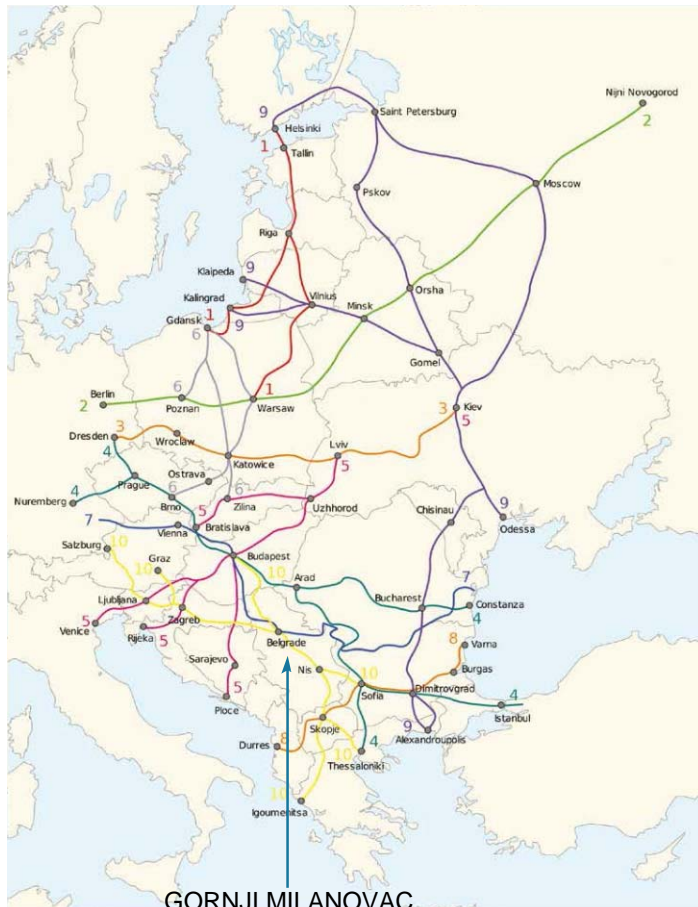 Nijni Novogorod
2
9
Saint Petersburg
Helsinki
1
Tallin
Moscow
Pskov
Riga
Klaipeda
9
Orsha
Kalingrad
Vilnius
Minsk
Gdansk
1
9
6
Gomel
Berlin
6
1
2
Poznan
Warsaw
3
Kiev
5
Dresden
3
4
Wroclaw
Lviv
5
Katowice
Ostrava
Prague
4
Nuremberg
6
Brno
6
Zilina
Uzhhorod
Chisinau
9
Odessa
7
Vienna
5
Bratislava
Salzburg
10
Graz
10
Budapest
10
Arad
7
Bucharest
Constanza
4
Ljubljana
5
Venice
Rijeka
5
Zagreb
Belgrade
8
Varna
Sarajevo
Nis
10
Burgas
5
Ploce
Sofia
Dimitrovgrad
4
Istanbul
Skopje
9
Alexandroupolis
Durres
8
10
4
Thessaloniki
10
Igoumenitsa
GORNJI MILANOVAC